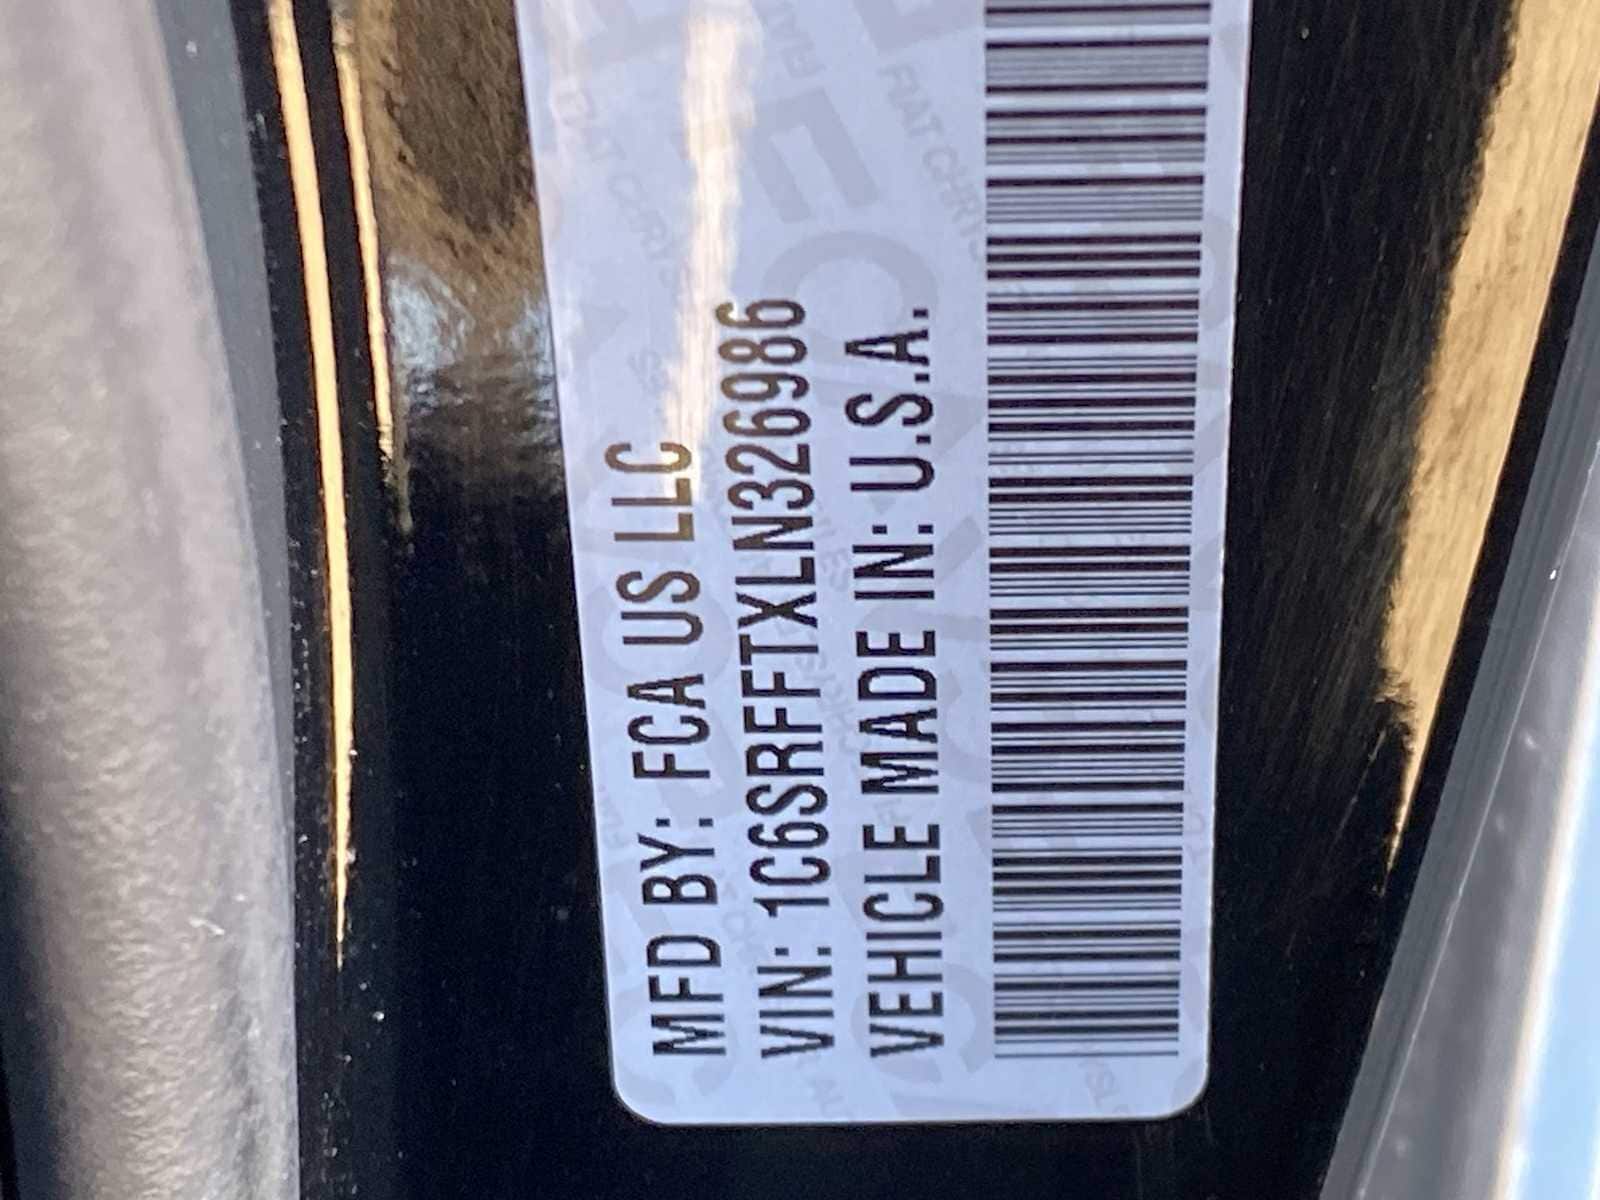 MFD BY: FCA US LLC
VIN: 1C6SRFFTXLN326986
VEHICLE MADE IN: U.S.A.